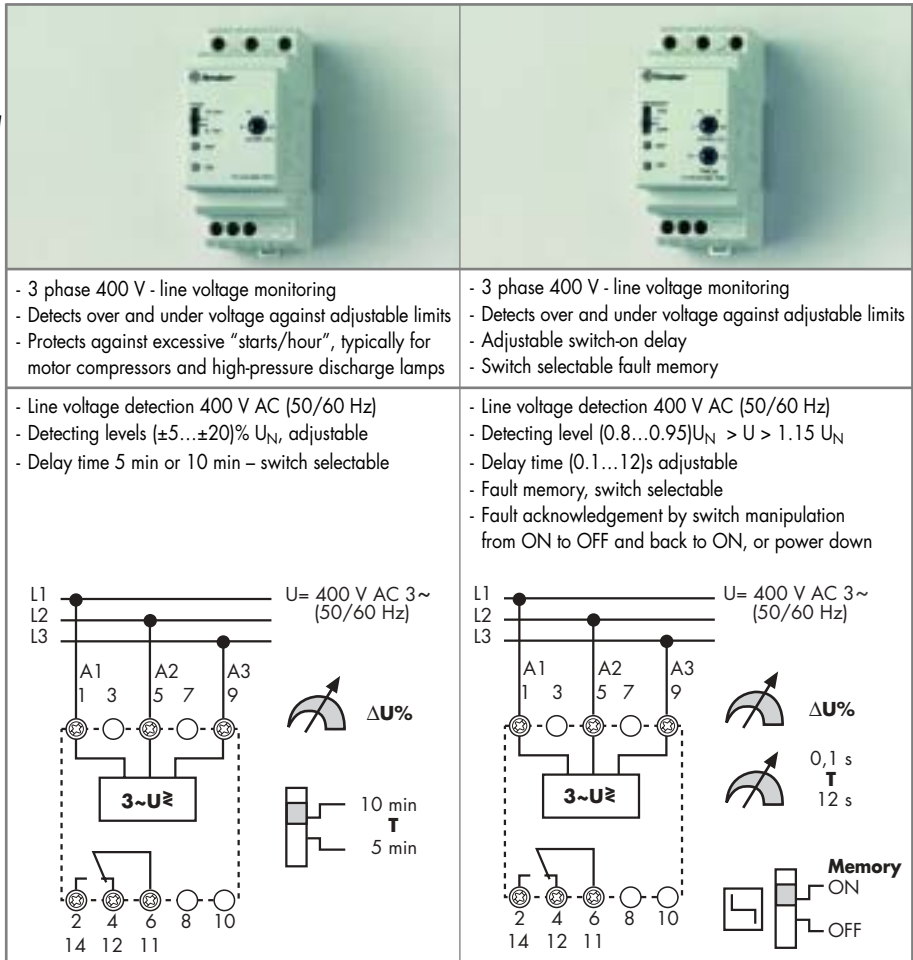 - 3 phase 400 V - line voltage monitoring
- Detects over and under voltage against adjustable limits
- Protects against excessive “starts/hour”, typically for
motor compressors and high-pressure discharge lamps
- Line voltage detection 400 V AC (50/60 Hz)
- Detecting levels (±5…±20)% UN, adjustable
- Delay time 5 min or 10 min – switch selectable
L1
U= 400 V AC 3~
L2
(50/60 Hz)
L3
A1 A2 A3
1 3 5 7 9
ΔU%
3~U≷
10 min
T
5 min
2 4 6 8 10
14 12 11
- 3 phase 400 V - line voltage monitoring
- Detects over and under voltage against adjustable limits
- Adjustable switch-on delay
- Switch selectable fault memory
- Line voltage detection 400 V AC (50/60 Hz)
- Detecting level (0.8…0.95)UN > U > 1.15 UN
- Delay time (0.1…12)s adjustable
- Fault memory, switch selectable
- Fault acknowledgement by switch manipulation
from ON to OFF and back to ON, or power down
L1
U= 400 V AC 3~
L2
(50/60 Hz)
L3
A1 A2 A3
1 3 5 7 9
ΔU%
0,1 s
T
12 s
3~U≷
Memory
ON
OFF
2 4 6 8 10
14 12 11